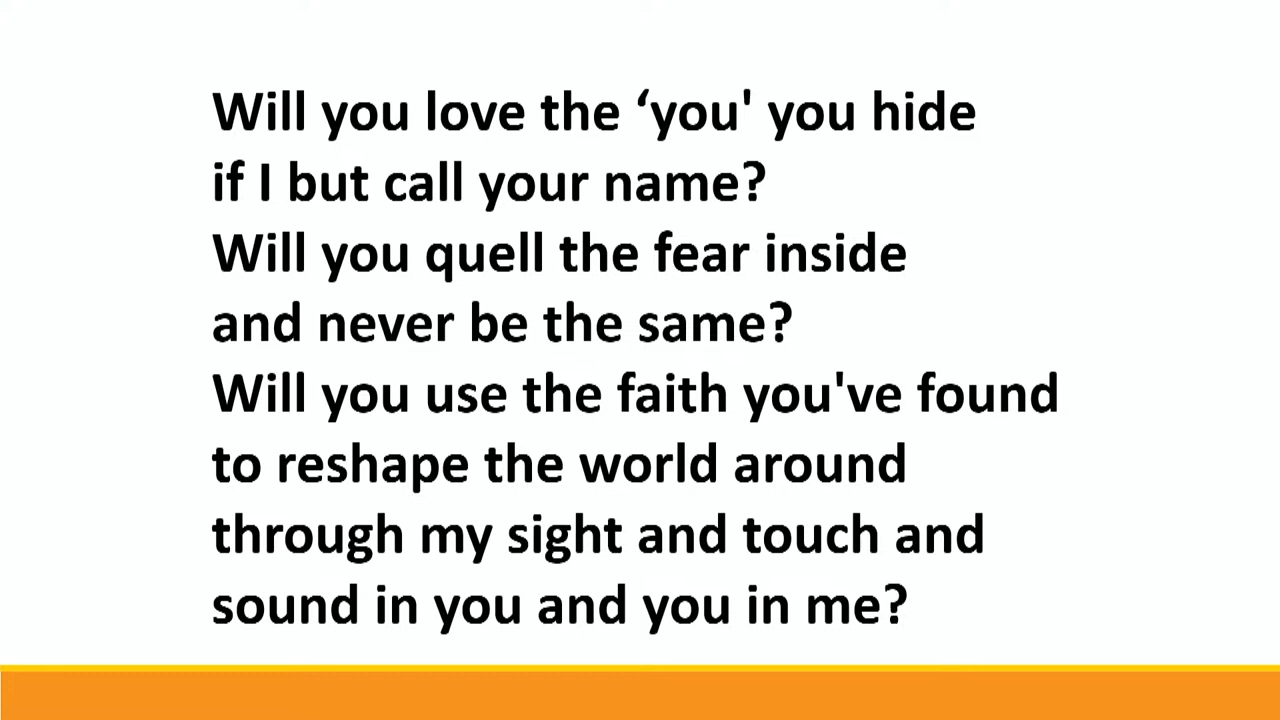 Will you love the ‘you' you hide
if I but call your name?
Will you quell the fear inside
and never be the same?
Will you use the faith you've found
to reshape the world around
through my sight and touch and
sound in you and you in me?